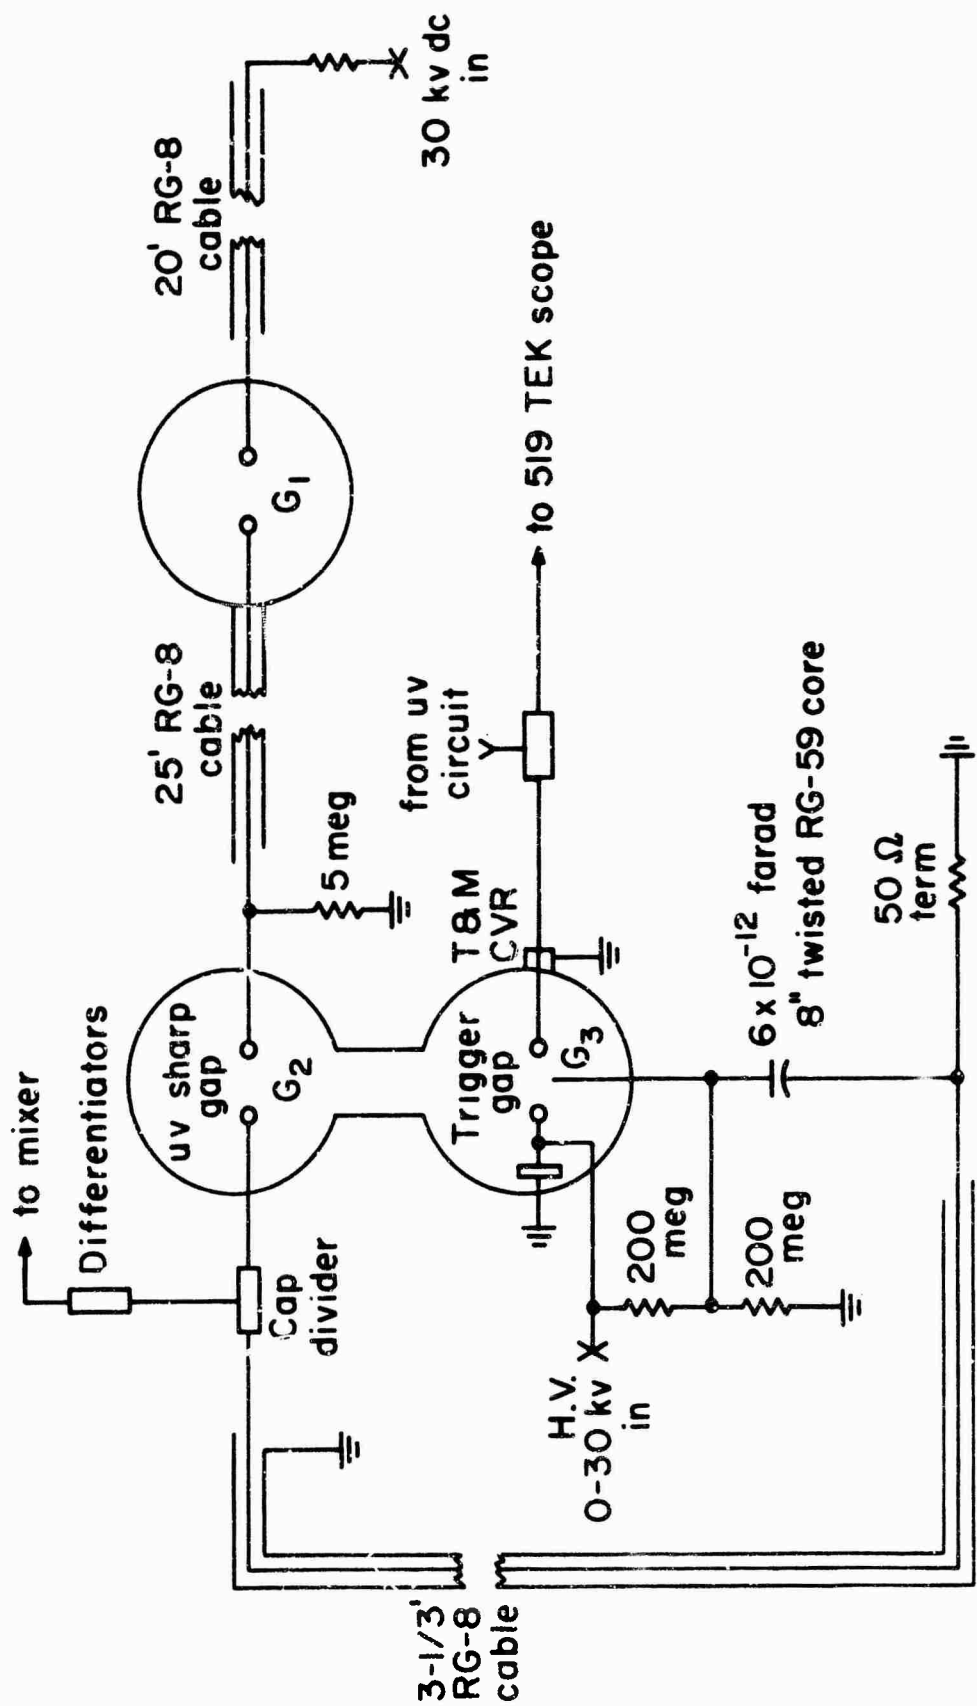 to mixer
Differentiators
Cap
divider
uv sharp
gap
G2
5 meg
25' RG-8
cable
G1
20' RG-8
cable
30 kv dc
in
Trigger
gap
G3
T&M
CVR
from uv
circuit
to 519 TEK scope
H.V.
0-30 kv
in
200
meg
200
meg
6 x 10-12 farad
8" twisted RG-59 core
50 Ω
term
3-1/3'
RG-8
cable